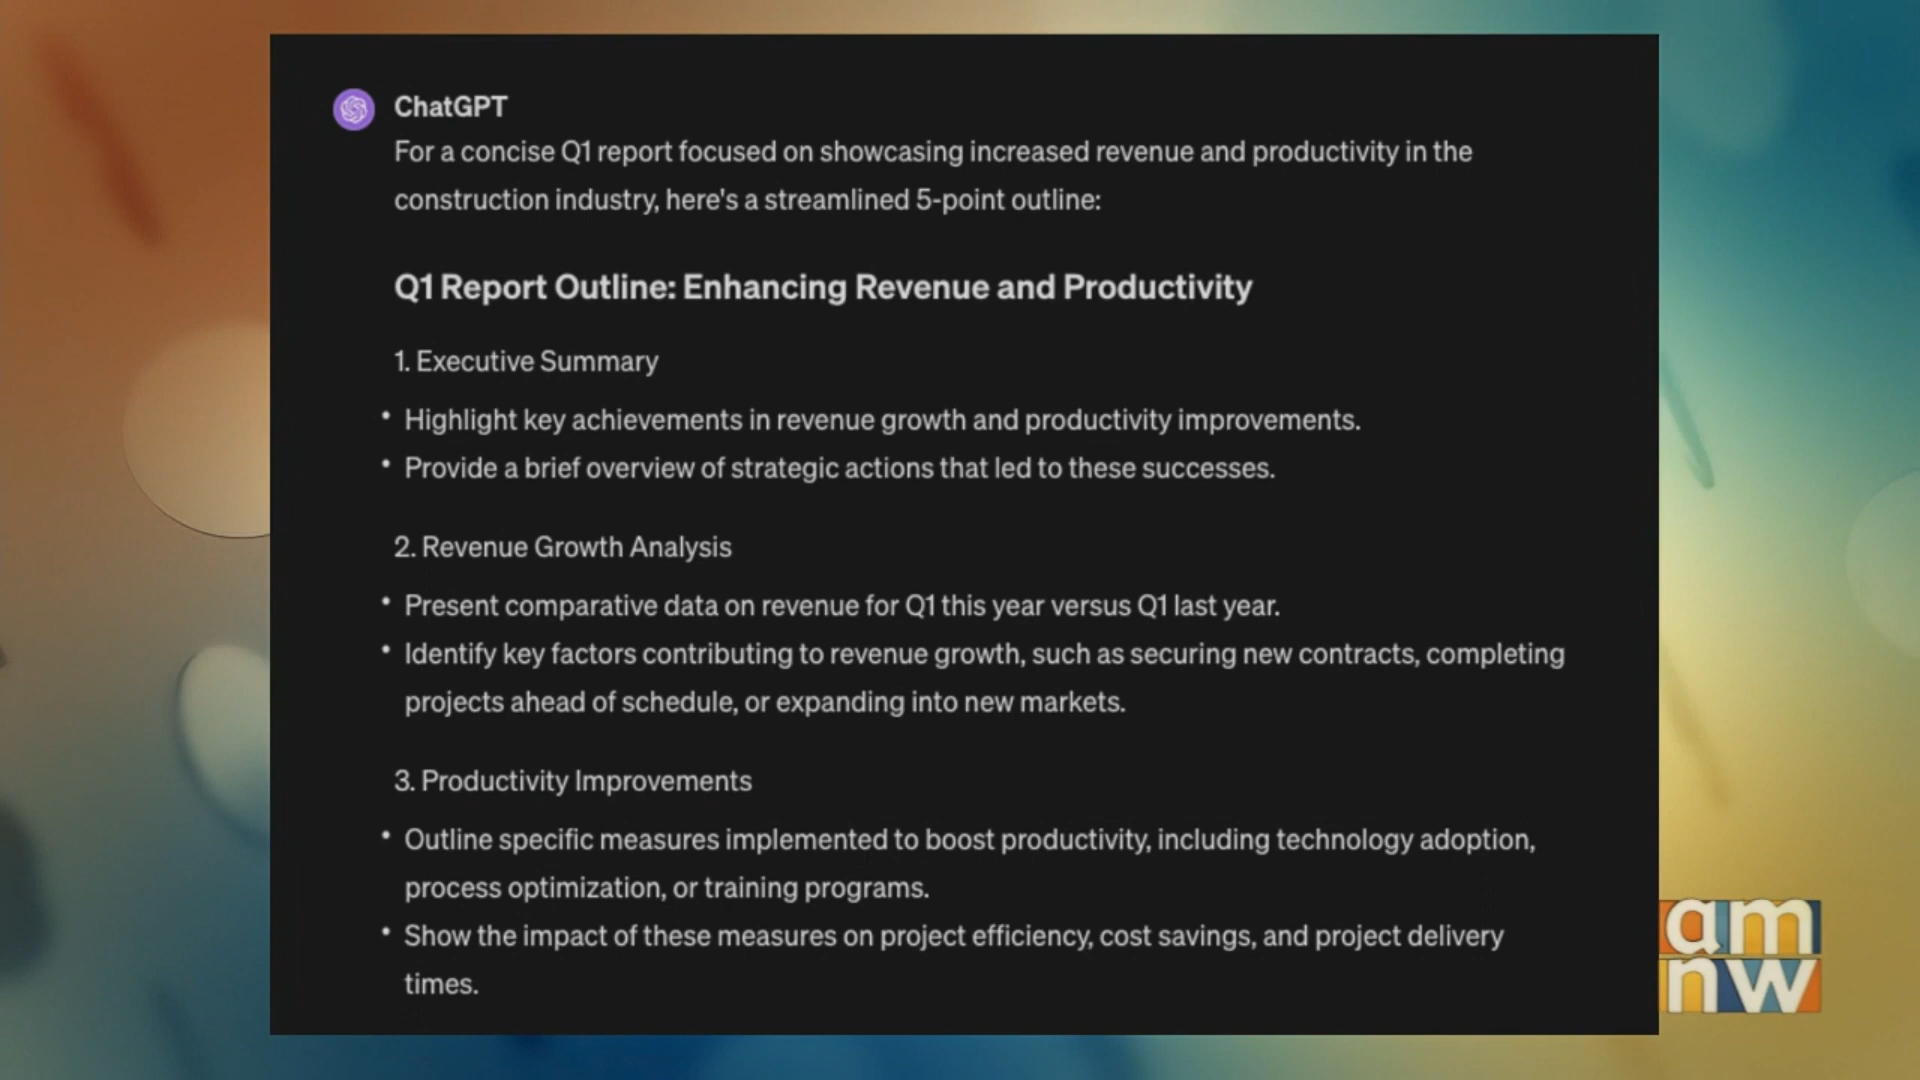 ChatGPT
For a concise Q1 report focused on showcasing increased revenue and productivity in the
construction industry, here's a streamlined 5-point outline:
Q1 Report Outline: Enhancing Revenue and Productivity
1. Executive Summary
• Highlight key achievements in revenue growth and productivity improvements.
• Provide a brief overview of strategic actions that led to these successes.
2. Revenue Growth Analysis
• Present comparative data on revenue for Q1 this year versus Q1 last year.
• Identify key factors contributing to revenue growth, such as securing new contracts, completing
projects ahead of schedule, or expanding into new markets.
3. Productivity Improvements
• Outline specific measures implemented to boost productivity, including technology adoption,
process optimization, or training programs.
• Show the impact of these measures on project efficiency, cost savings, and project delivery
times.
am
nw